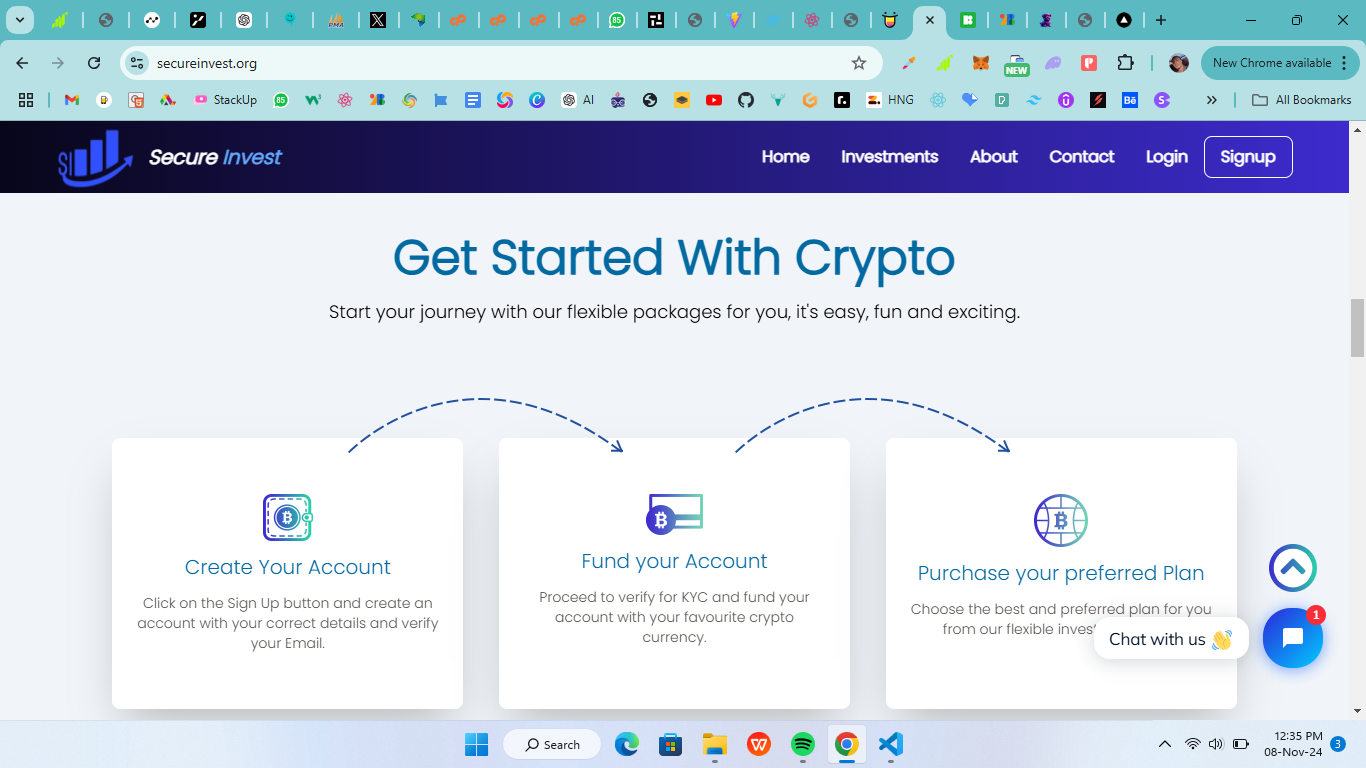 85
PMA
85
secureinvest.org
NEW
New Chrome available
StackUp
AI
HNG
All Bookmarks
SI
Secure Invest
Home
Investments
About
Contact
Login
Signup
Get Started With Crypto
Start your journey with our flexible packages for you, it's easy, fun and exciting.
Create Your Account
Click on the Sign Up button and create an
account with your correct details and verify
your Email.
Fund your Account
Proceed to verify for KYC and fund your
account with your favourite crypto
currency.
Purchase your preferred Plan
Choose the best and preferred plan for you
from our flexible
Chat with us
1
Search
12:35 PM
08-Nov-24
3